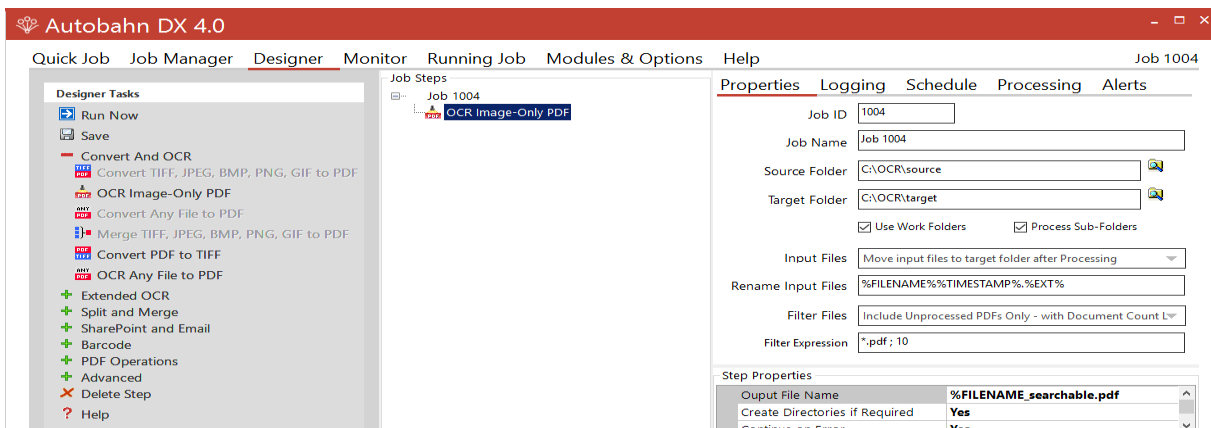 Autobahn DX 4.0
Quick Job Job Manager Designer Monitor Running Job Modules & Options Help Job 1004
Designer Tasks
Run Now
Save
Convert And OCR
Convert TIFF, JPEG, BMP, PNG, GIF to PDF
OCR Image-Only PDF
Convert Any File to PDF
Merge TIFF, JPEG, BMP, PNG, GIF to PDF
Convert PDF to TIFF
OCR Any File to PDF
Extended OCR
Split and Merge
SharePoint and Email
Barcode
PDF Operations
Advanced
Delete Step
Help
Job Steps
Job 1004
OCR Image-Only PDF
Properties Logging Schedule Processing Alerts
Job ID 1004
Job Name Job 1004
Source Folder C:\OCR\source
Target Folder C:\OCR\target
Use Work Folders Process Sub-Folders
Input Files Move input files to target folder after Processing
Rename Input Files %FILENAME%%TIMESTAMP%.%EXT%
Filter Files Include Unprocessed PDFs Only - with Document Count L
Filter Expression *.pdf ; 10
Step Properties
Ouput File Name %FILENAME_searchable.pdf
Create Directories if Required Yes
Continue on Error Yes